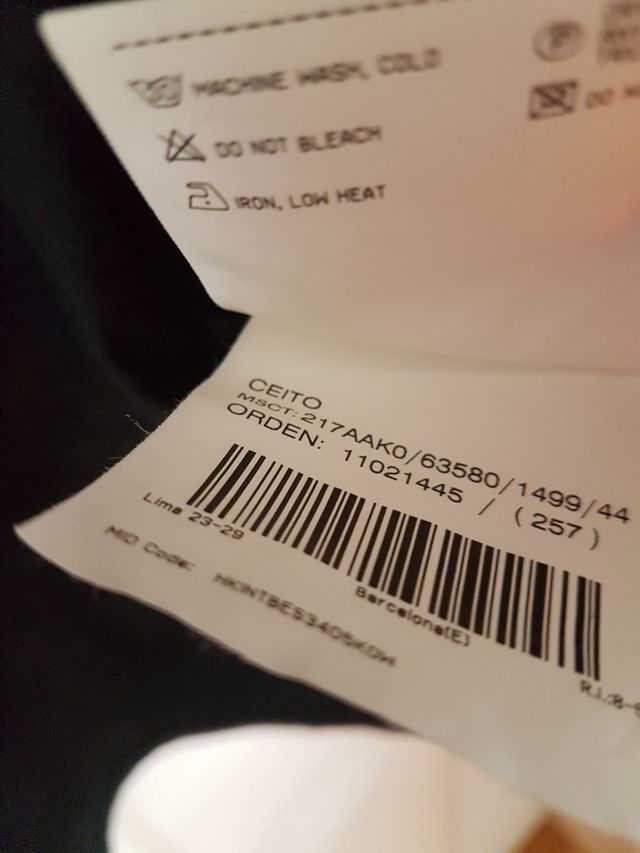 MACHINE WASH, COLD
DO NOT BLEACH
IRON, LOW HEAT
P
DO
CEITO
MSCT: 217AAK0/63580/1499/44
ORDEN: 11021445 / (257)
Lima 23-29
Barcelona(E)
MID Code: